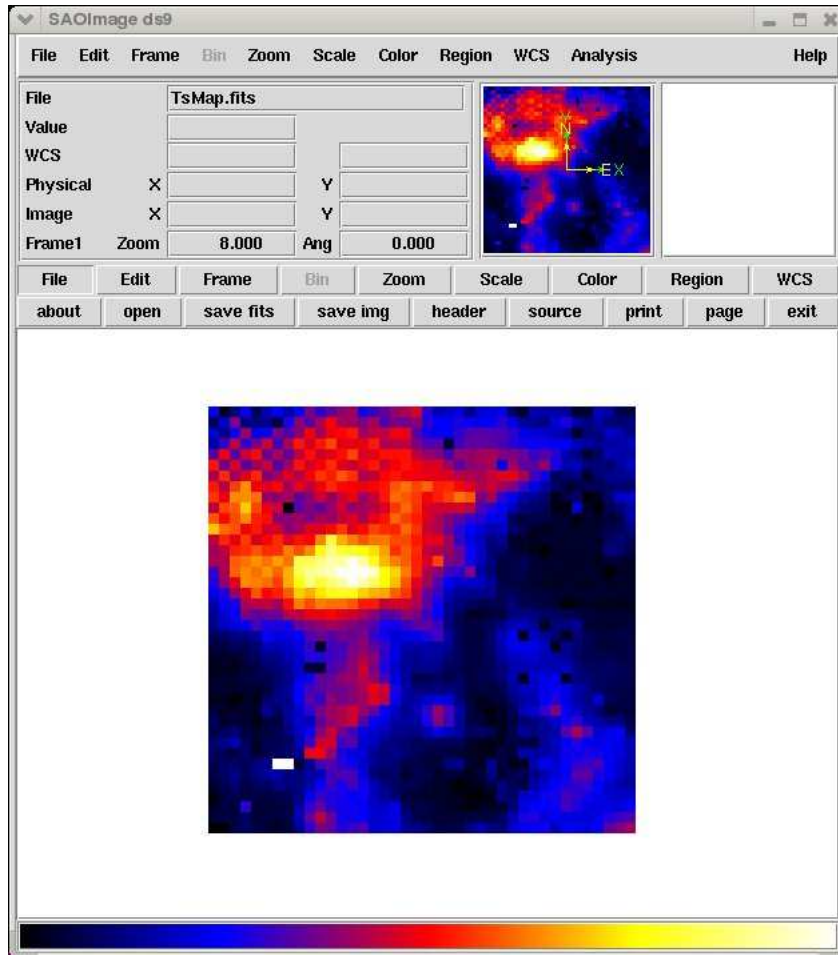 SAOImage ds9
File Edit Frame Bin Zoom Scale Color Region WCS Analysis Help
File TsMap.fits
Value
WCS
Physical X Y
Image X Y
Frame1 Zoom 8.000 Ang 0.000
Y
N
E X
File Edit Frame Bin Zoom Scale Color Region WCS
about open save fits save img header source print page exit